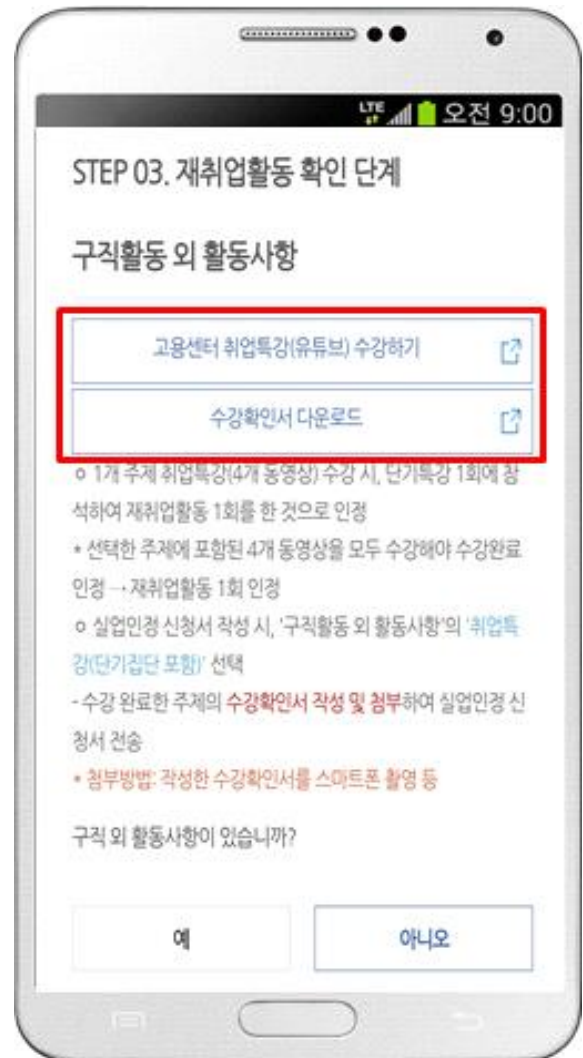 LTE 오전 9:00
STEP 03. 재취업활동 확인 단계
구직활동 외 활동사항
고용센터 취업특강(유튜브) 수강하기
수강확인서 다운로드
ㅇ 1개 주제 취업특강(4개 동영상) 수강 시, 단기특강 1회에 참
석하여 재취업활동 1회를 한 것으로 인정
* 선택한 주제에 포함된 4개 동영상을 모두 수강해야 수강완료
인정 → 재취업활동 1회 인정
ㅇ 실업인정 신청서 작성 시, '구직활동 외 활동사항'의 '취업특
강(단기집단 포함)' 선택
- 수강 완료한 주제의 수강확인서 작성 및 첨부하여 실업인정 신
청서 전송
* 첨부방법: 작성한 수강확인서를 스마트폰 촬영 등
구직 외 활동사항이 있습니까?
예 아니오